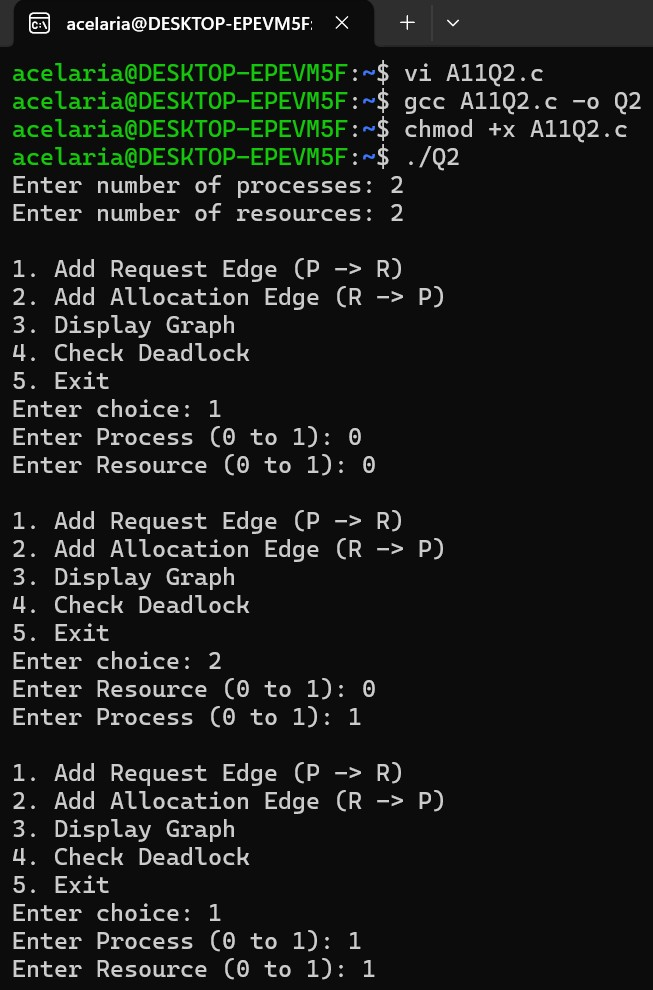 acelaria@DESKTOP-EPEVM5F:
acelaria@DESKTOP-EPEVM5F:~$ vi A11Q2.c
acelaria@DESKTOP-EPEVM5F:~$ gcc A11Q2.c -o Q2
acelaria@DESKTOP-EPEVM5F:~$ chmod +x A11Q2.c
acelaria@DESKTOP-EPEVM5F:~$ ./Q2
Enter number of processes: 2
Enter number of resources: 2

1. Add Request Edge (P -> R)
2. Add Allocation Edge (R -> P)
3. Display Graph
4. Check Deadlock
5. Exit
Enter choice: 1
Enter Process (0 to 1): 0
Enter Resource (0 to 1): 0

1. Add Request Edge (P -> R)
2. Add Allocation Edge (R -> P)
3. Display Graph
4. Check Deadlock
5. Exit
Enter choice: 2
Enter Resource (0 to 1): 0
Enter Process (0 to 1): 1

1. Add Request Edge (P -> R)
2. Add Allocation Edge (R -> P)
3. Display Graph
4. Check Deadlock
5. Exit
Enter choice: 1
Enter Process (0 to 1): 1
Enter Resource (0 to 1): 1